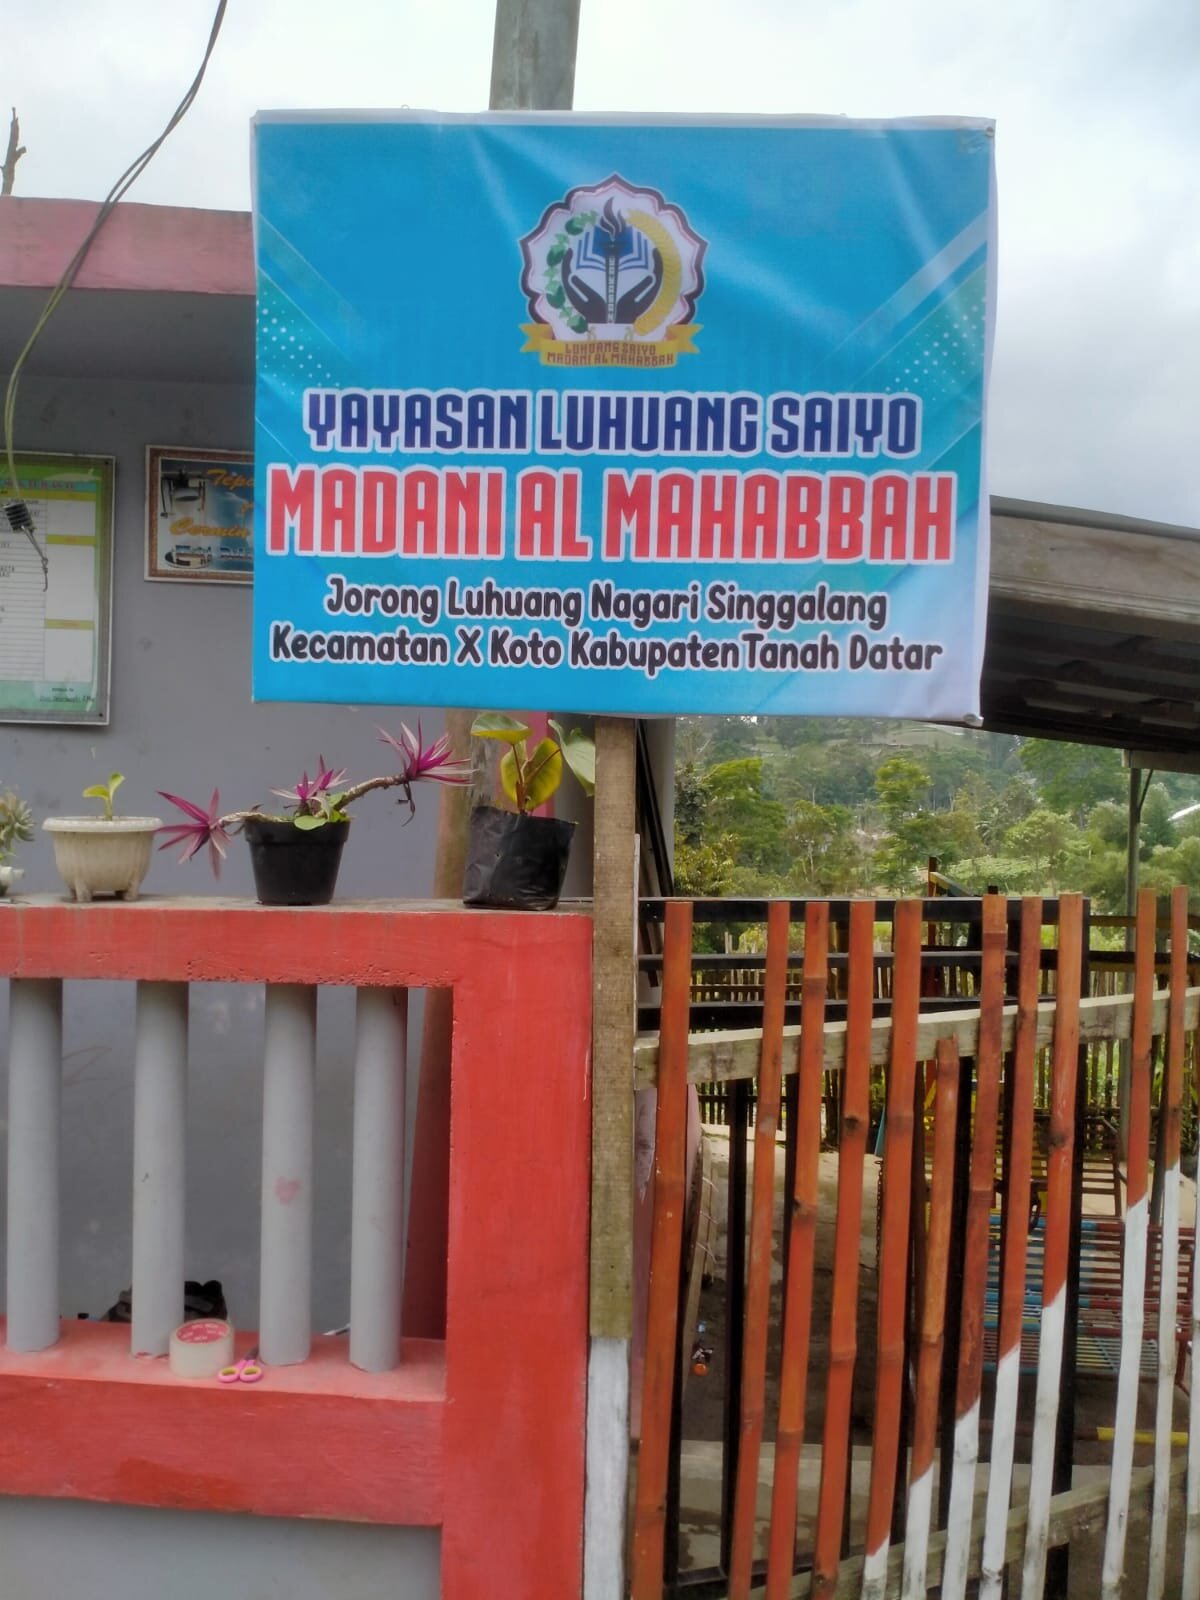 LUHUANG SAIYO
MADANI AL MAHABBAH
YAYASAN LUHUANG SAIYO
MADANI AL MAHABBAH
Jorong Luhuang Nagari Singgalang
Kecamatan X Koto Kabupaten Tanah Datar